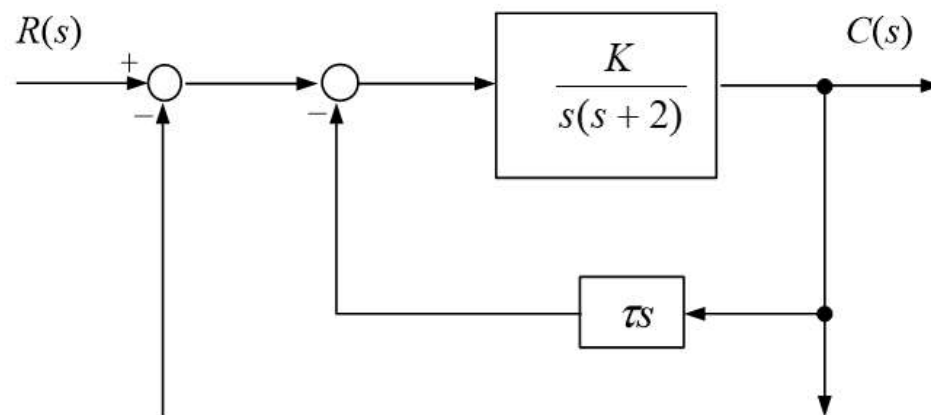 R(s)
C(s)
+
−
−
K
s(s + 2)
τs